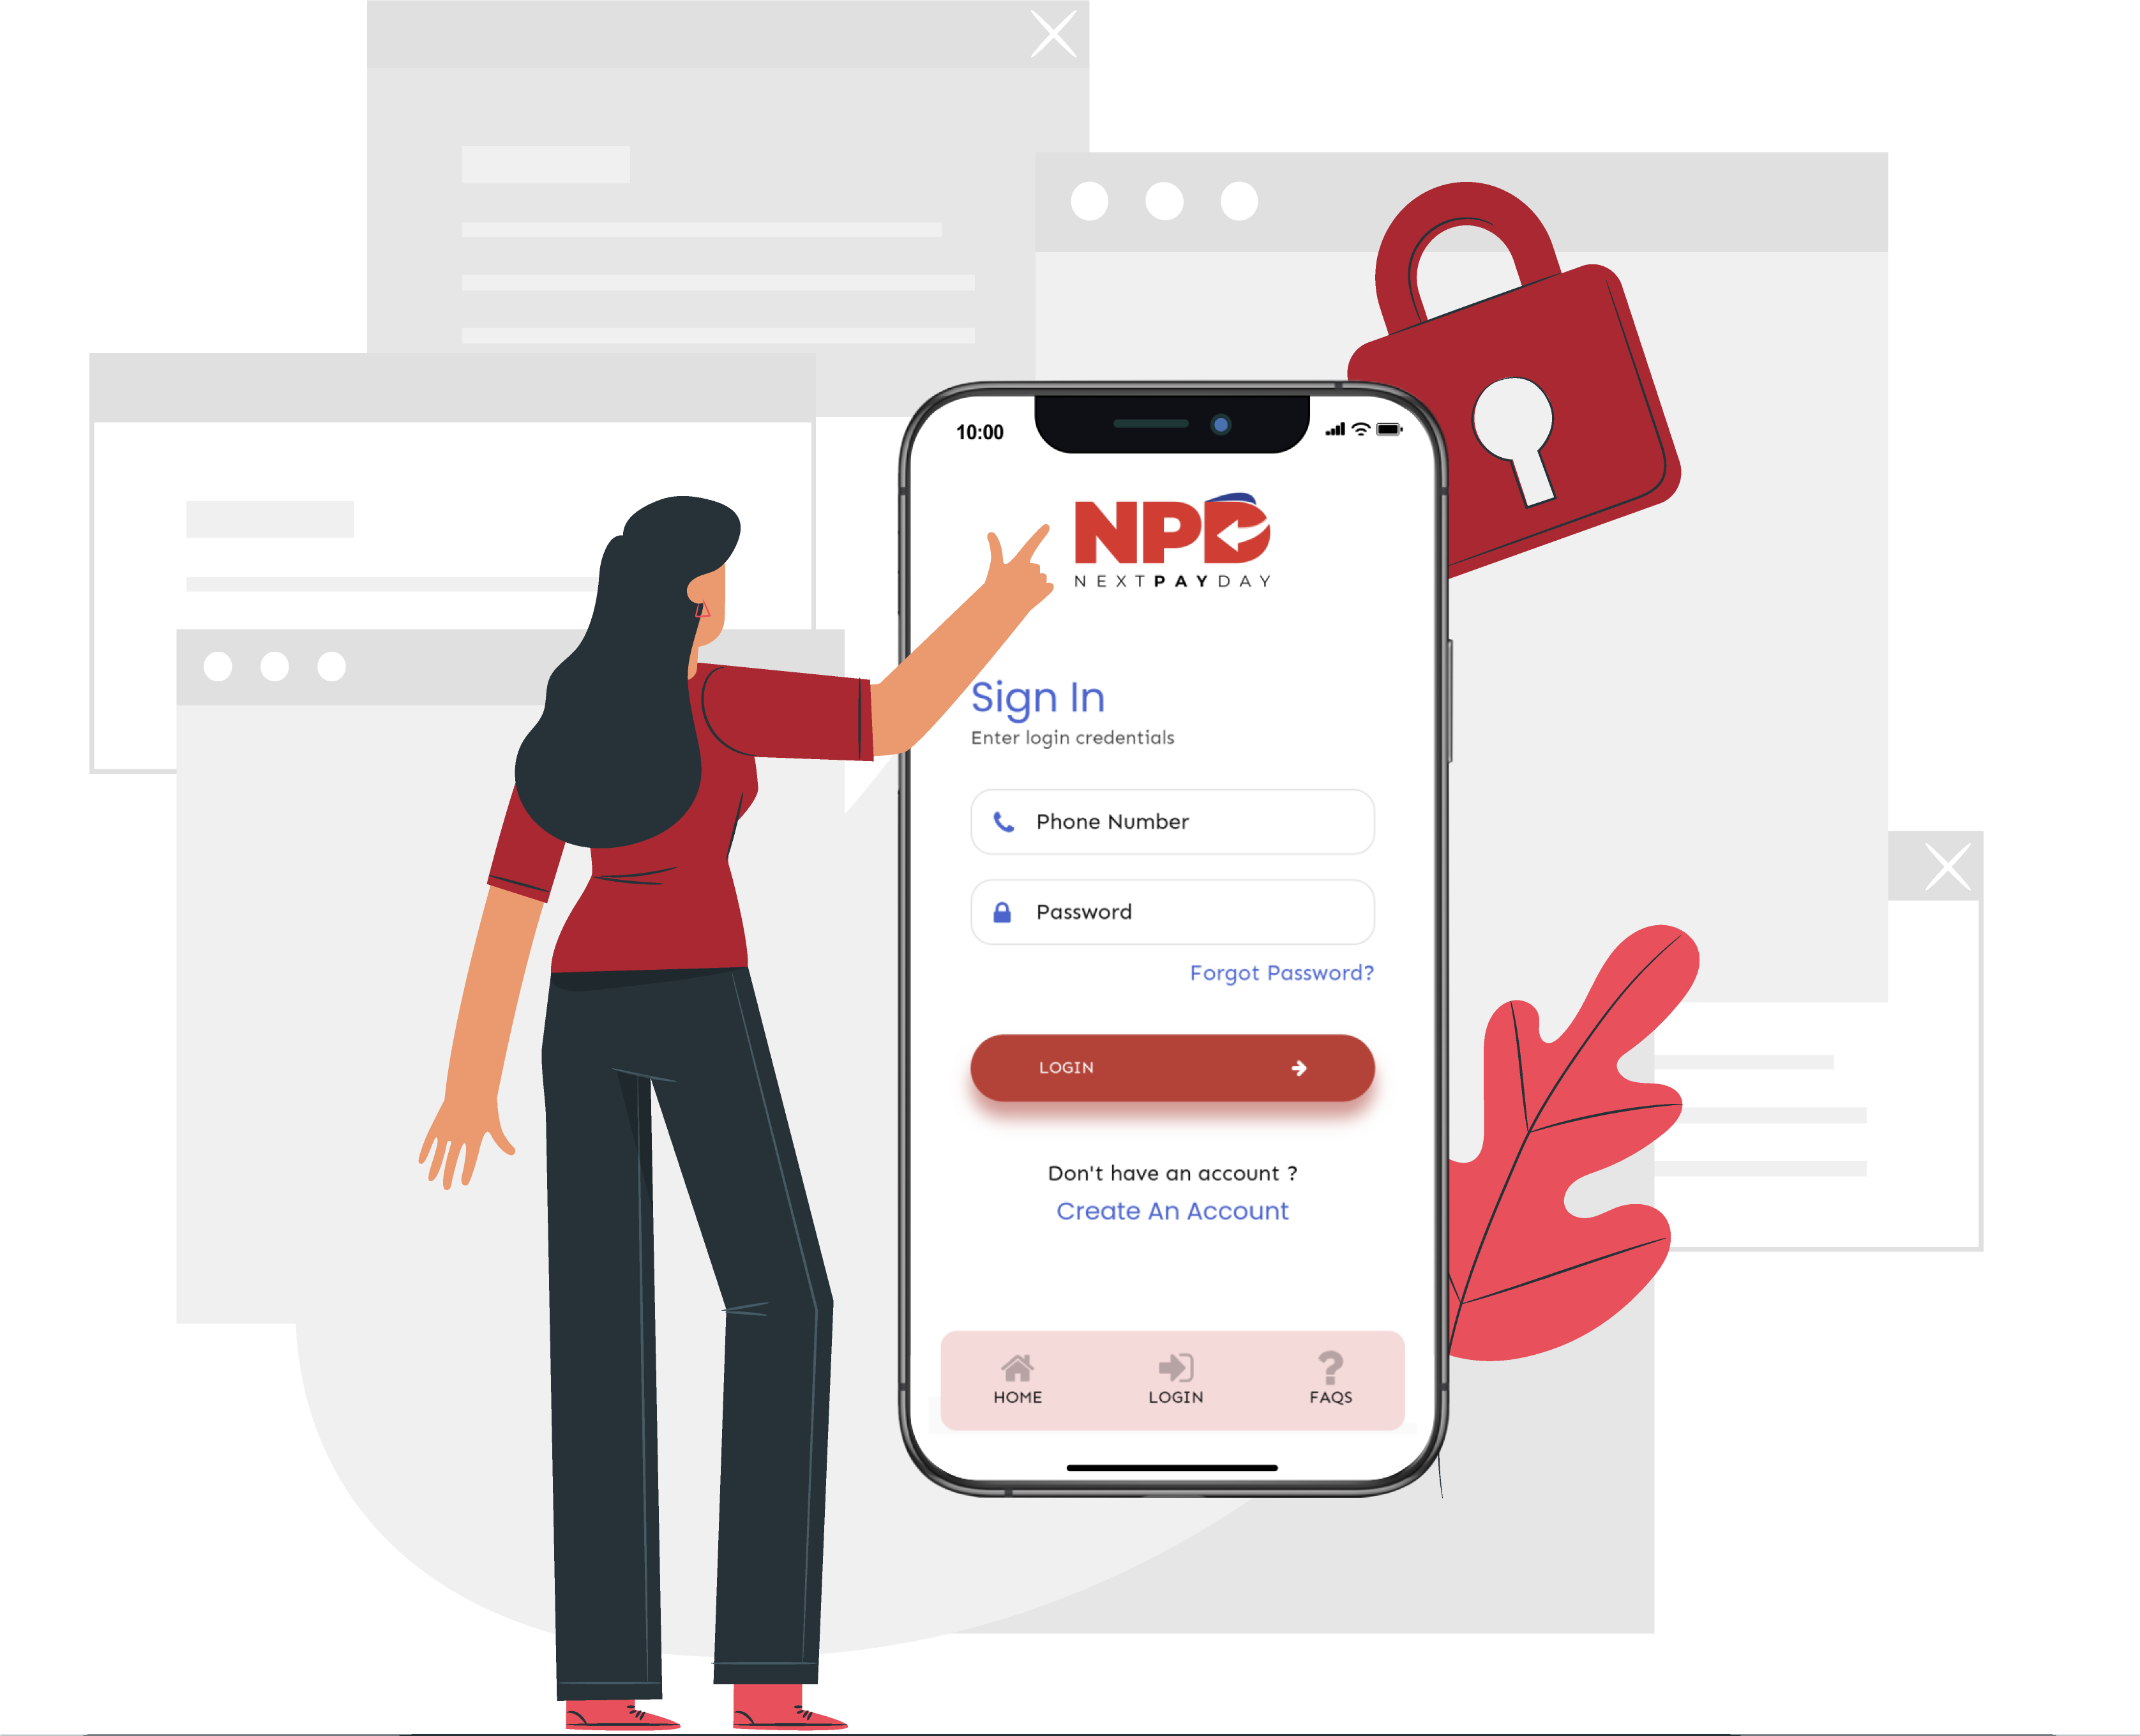 10:00
NPD
NEXTPAYDAY
Sign In
Enter login credentials
Phone Number
Password
Forgot Password?
LOGIN
Don't have an account ?
Create An Account
HOME LOGIN FAQS